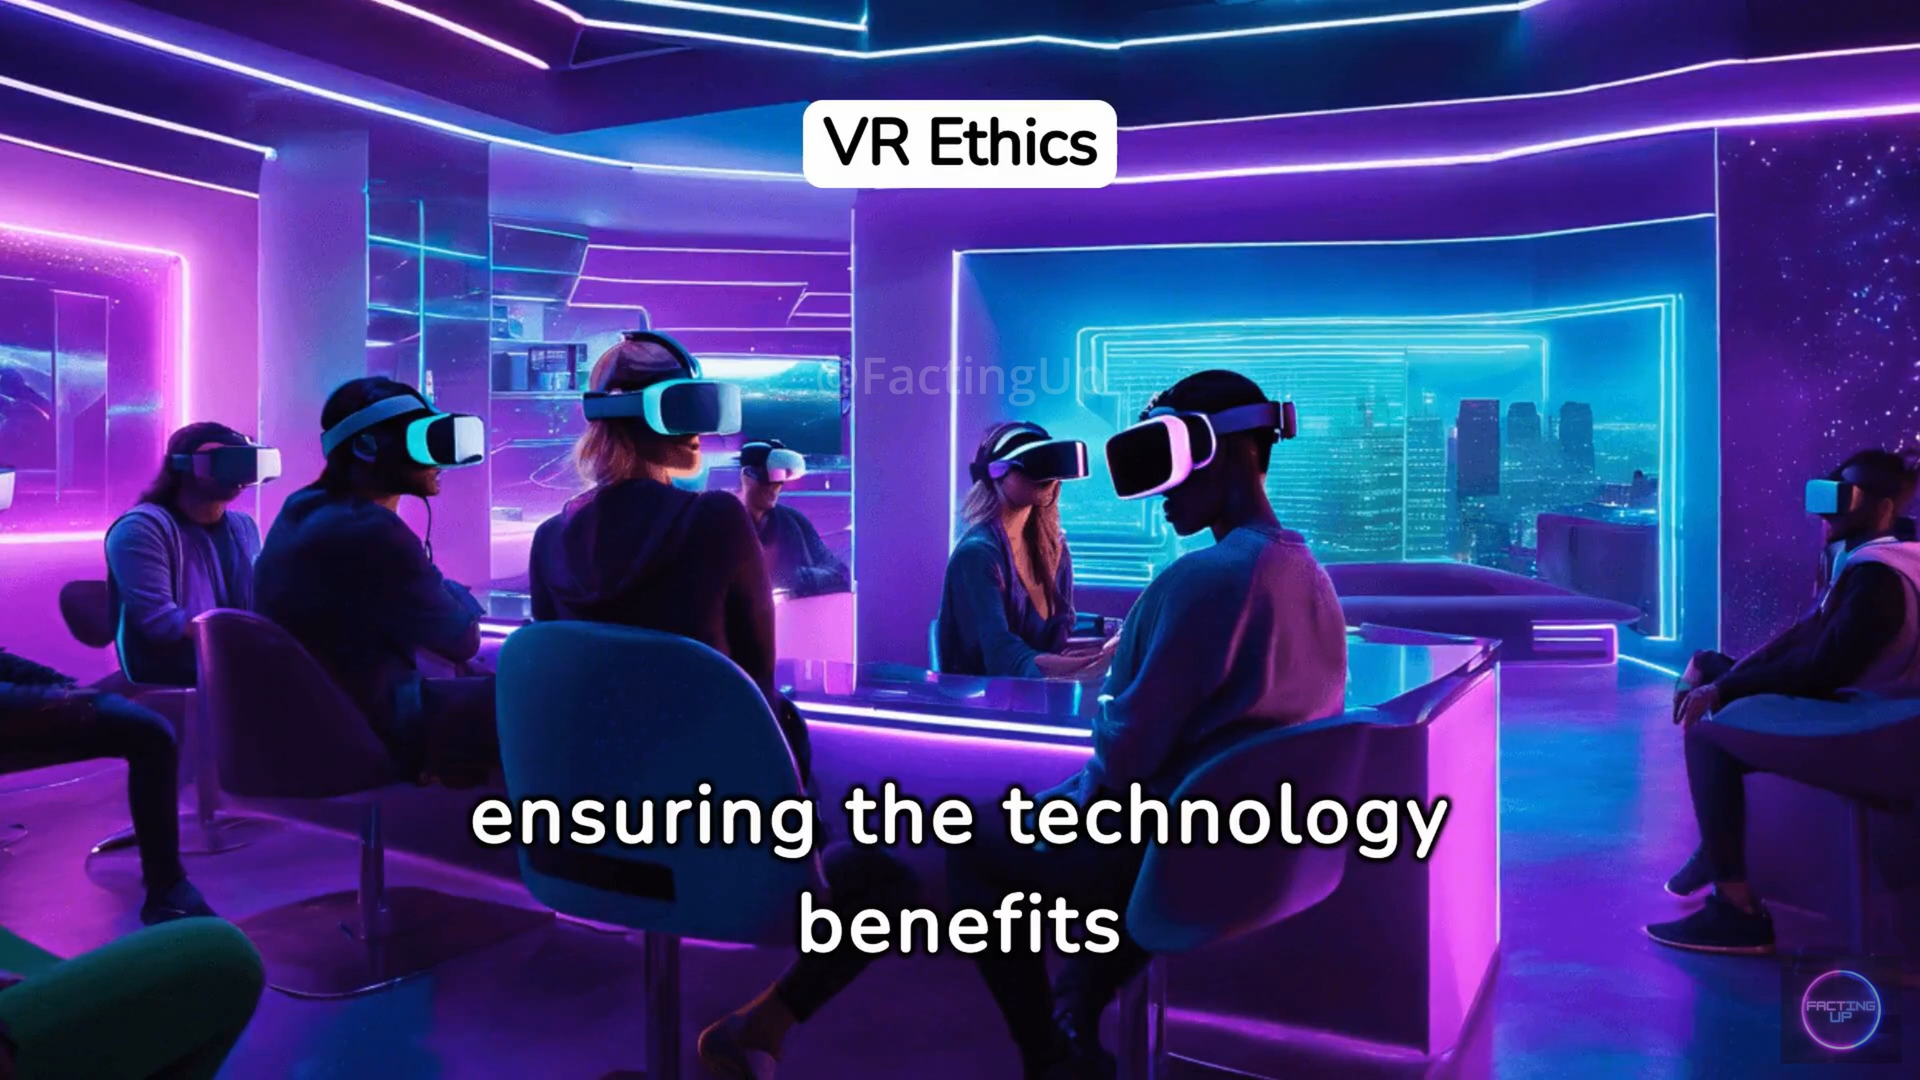 VR Ethics
@FactingUp
ensuring the technology
benefits
FACTING
UP